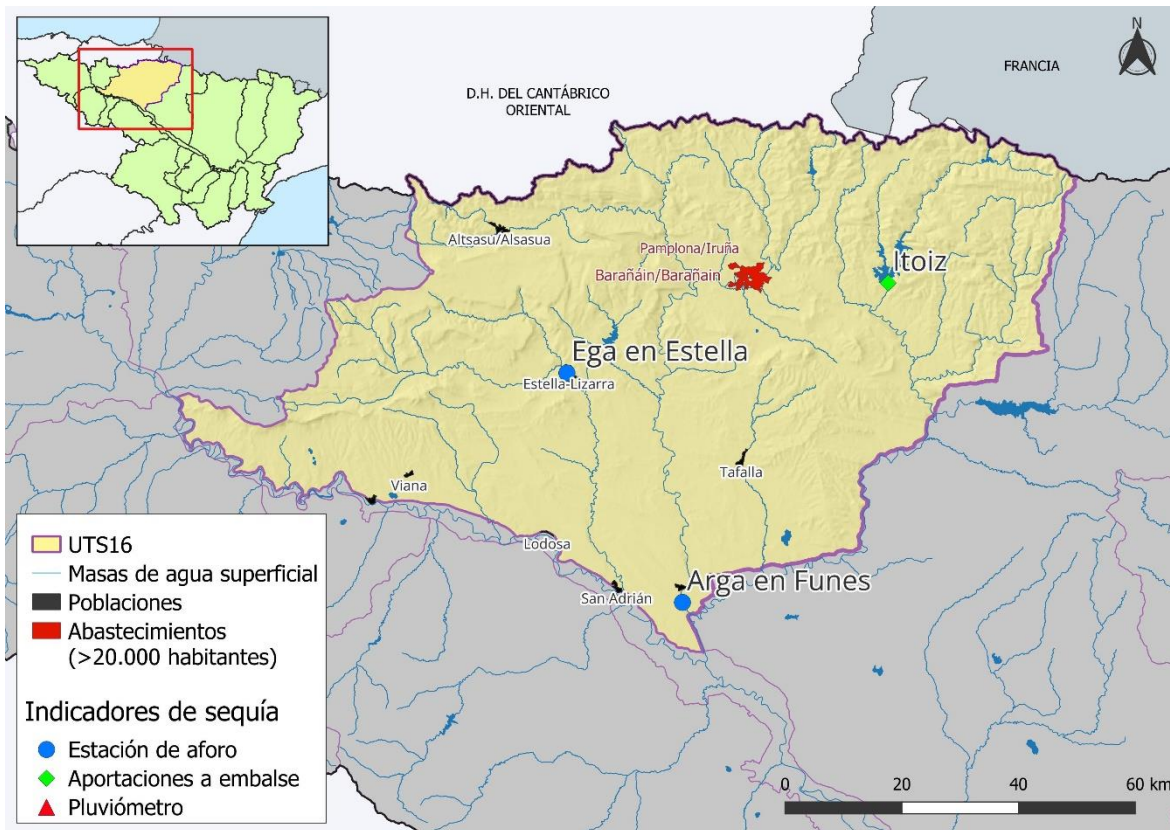 N
FRANCIA
D.H. DEL CANTÁBRICO
ORIENTAL
Altsasu/Alsasua
Pamplona/Iruña
Barañáin/Barañain
Itoiz
Ega en Estella
Estella-Lizarra
Tafalla
Viana
Lodosa
San Adrián
Arga en Funes
UTS16
Masas de agua superficial
Poblaciones
Abastecimientos
(>20.000 habitantes)
Indicadores de sequía
Estación de aforo
Aportaciones a embalse
Pluviómetro
0 20 40 60 km